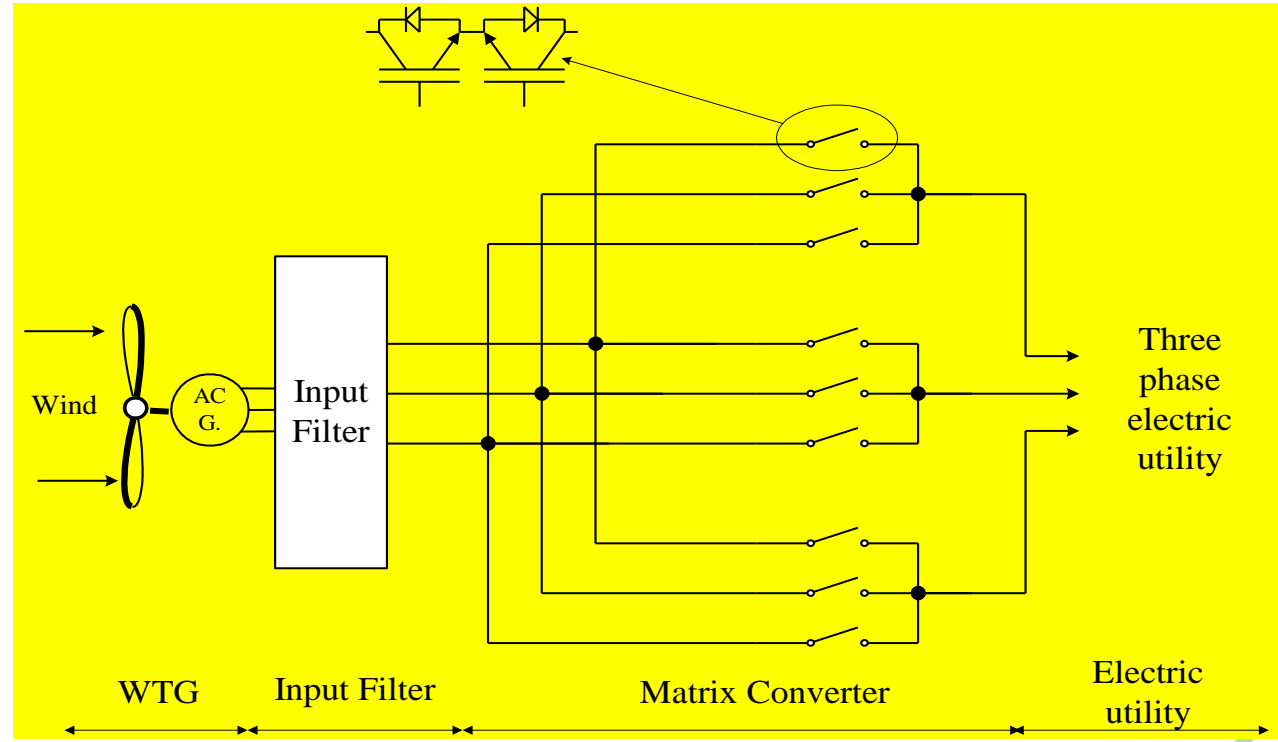 Wind
AC
G.
Input
Filter
Three
phase
electric
utility
WTG
Input Filter
Matrix Converter
Electric
utility